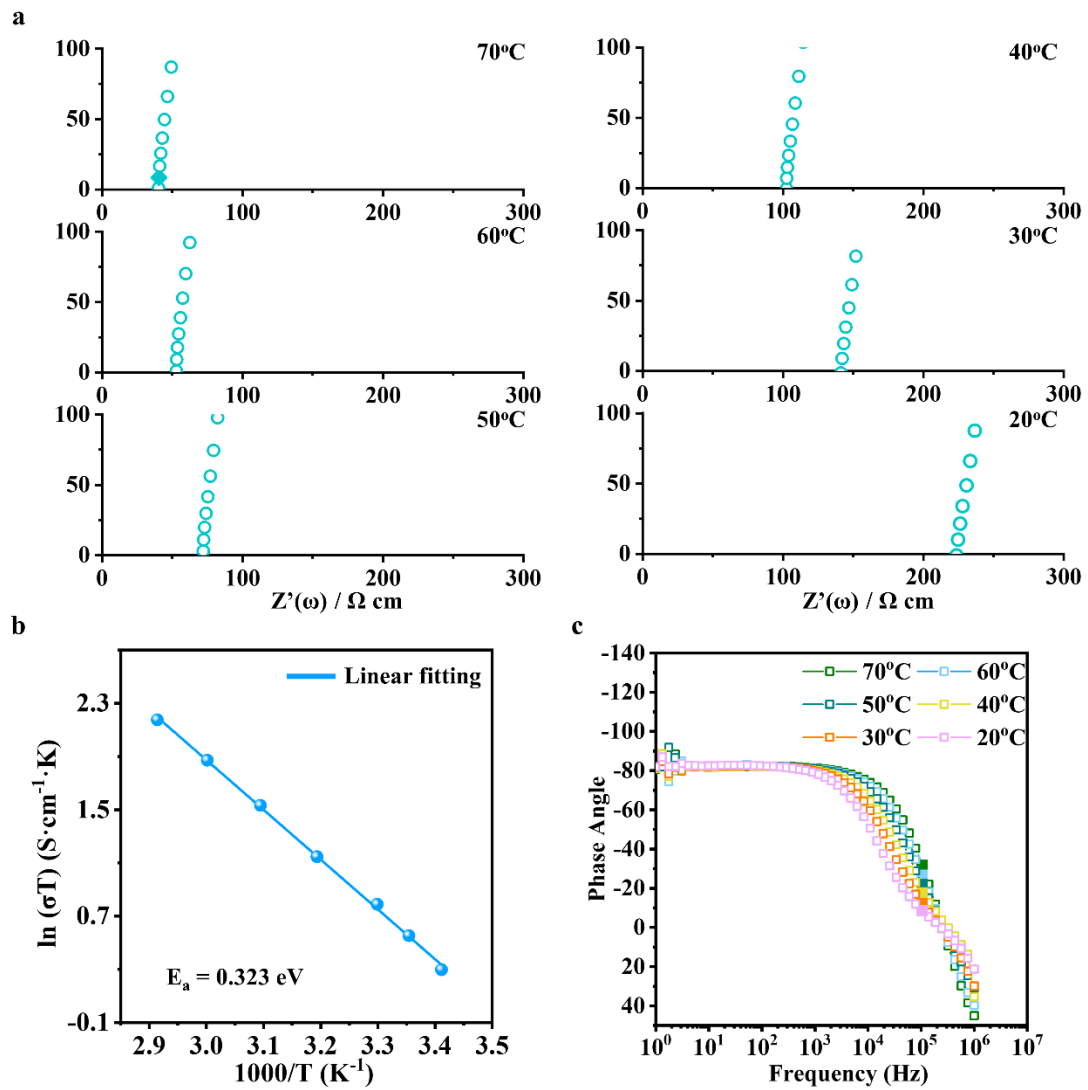 a
70°C
100
50
0
0 100 200 300
60°C
100
50
0
0 100 200 300
50°C
100
50
0
0 100 200 300
Z’(ω) / Ω cm
40°C
100
50
0
0 100 200 300
30°C
100
50
0
0 100 200 300
20°C
100
50
0
0 100 200 300
Z’(ω) / Ω cm
b
Linear fitting
2.3
1.5
0.7
-0.1
ln (σT) (S·cm⁻¹·K)
Eₐ = 0.323 eV
2.9 3.0 3.1 3.2 3.3 3.4 3.5
1000/T (K⁻¹)
c
-140
-120
-100
-80
-60
-40
-20
0
20
40
Phase Angle
70°C 60°C
50°C 40°C
30°C 20°C
10⁰ 10¹ 10² 10³ 10⁴ 10⁵ 10⁶ 10⁷
Frequency (Hz)